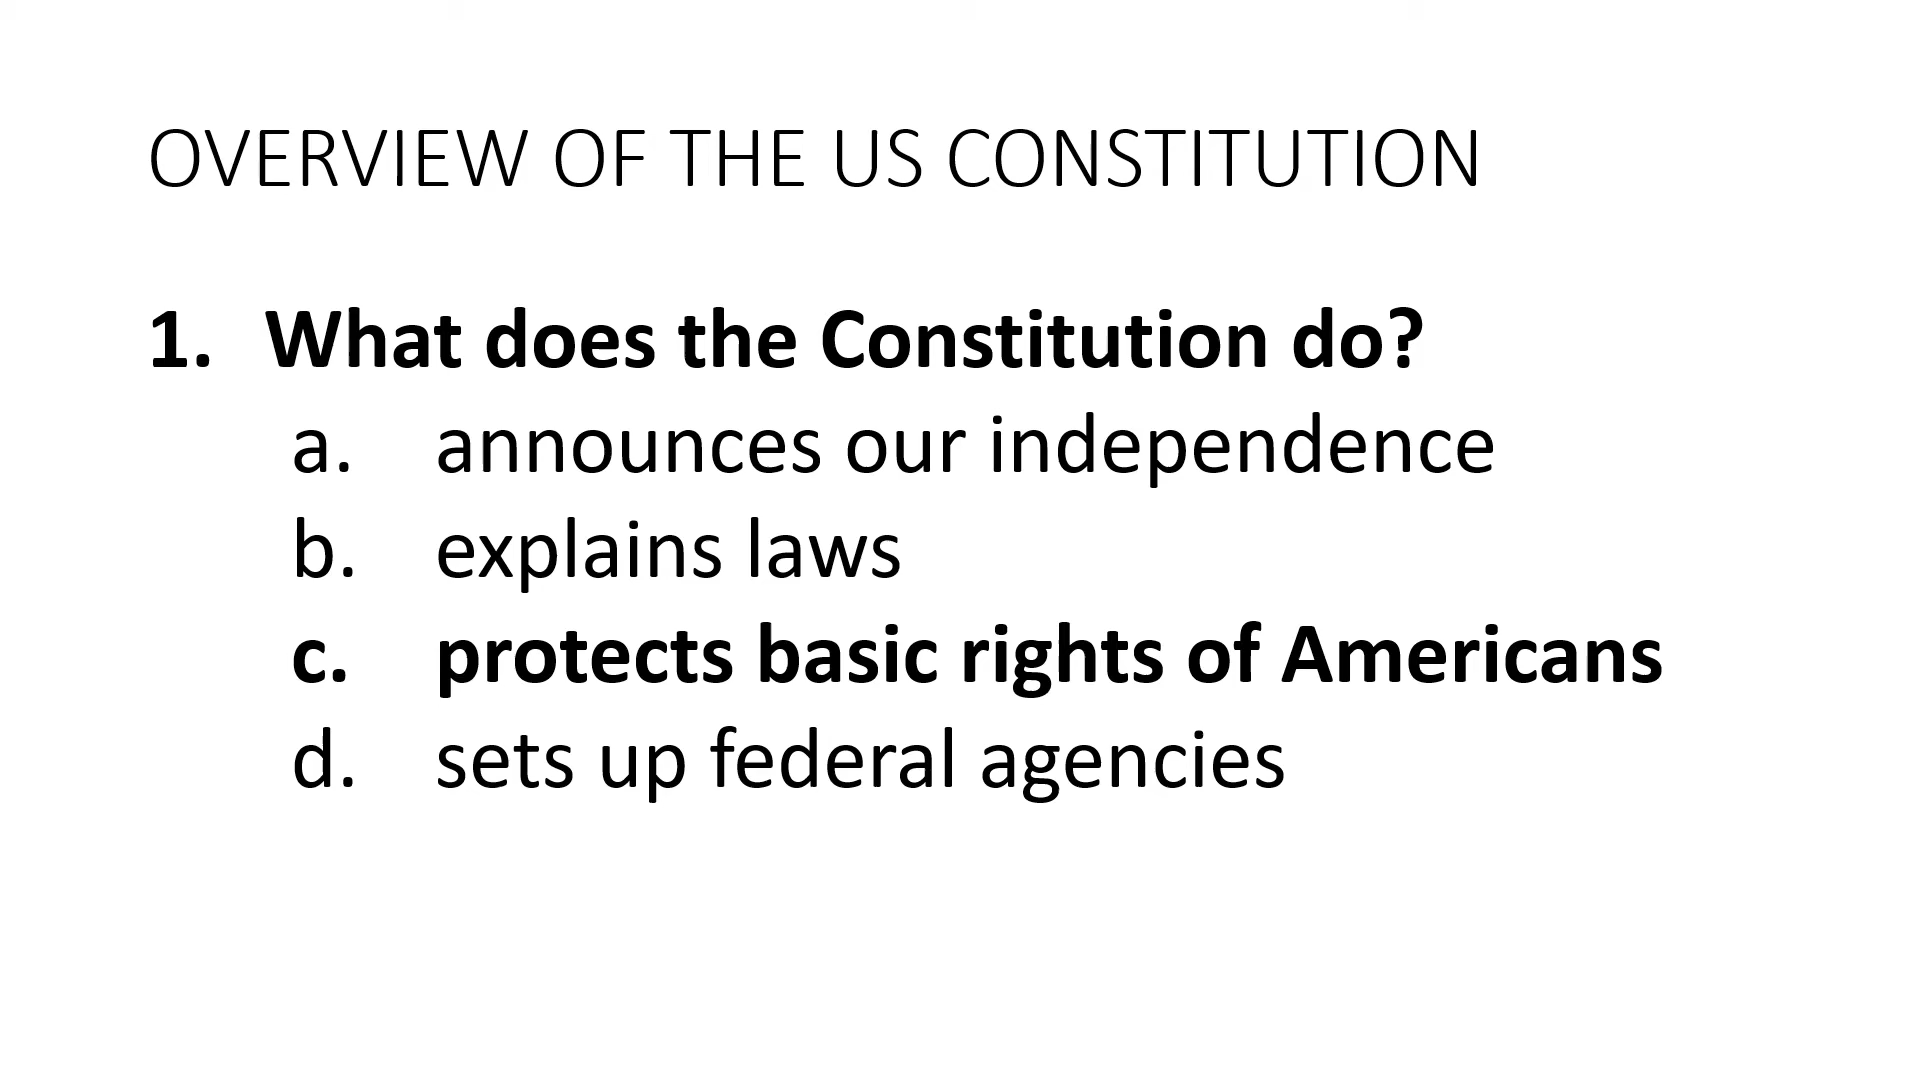 OVERVIEW OF THE US CONSTITUTION
1. What does the Constitution do?
a. announces our independence
b. explains laws
c. protects basic rights of Americans
d. sets up federal agencies